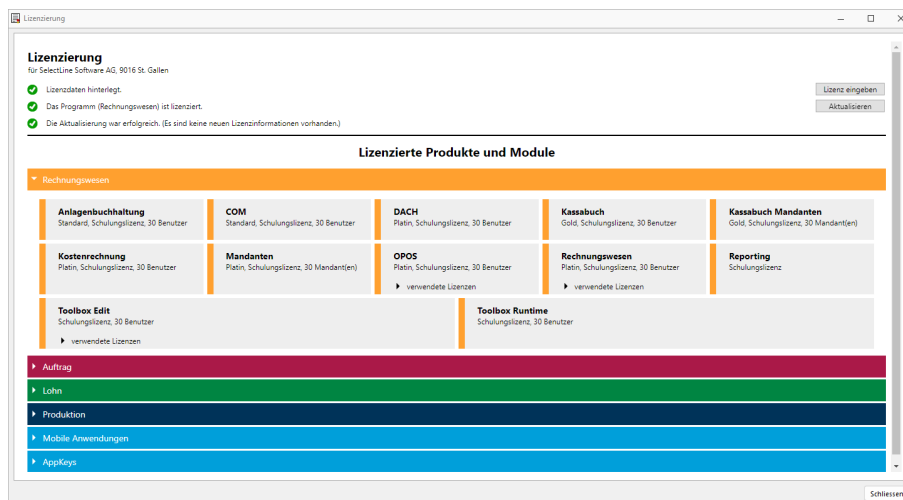 Lizenzierung
Lizenzierung
für SelectLine Software AG, 9016 St. Gallen
Lizenzdaten hinterlegt.
Lizenz eingeben
Das Programm (Rechnungswesen) ist lizenziert.
Aktualisieren
Die Aktualisierung war erfolgreich. (Es sind keine neuen Lizenzinformationen vorhanden.)
Lizenzierte Produkte und Module
Rechnungswesen
Anlagenbuchhaltung
Standard, Schulungslizenz, 30 Benutzer
COM
Standard, Schulungslizenz, 30 Benutzer
DACH
Platin, Schulungslizenz, 30 Benutzer
Kassabuch
Gold, Schulungslizenz, 30 Benutzer
Kassabuch Mandanten
Gold, Schulungslizenz, 30 Mandant(en)
Kostenrechnung
Platin, Schulungslizenz, 30 Benutzer
Mandanten
Platin, Schulungslizenz, 30 Mandant(en)
OPOS
Platin, Schulungslizenz, 30 Benutzer
verwendete Lizenzen
Rechnungswesen
Platin, Schulungslizenz, 30 Benutzer
verwendete Lizenzen
Reporting
Schulungslizenz
Toolbox Edit
Schulungslizenz, 30 Benutzer
verwendete Lizenzen
Toolbox Runtime
Schulungslizenz, 30 Benutzer
Auftrag
Lohn
Produktion
Mobile Anwendungen
AppKeys
Schliessen